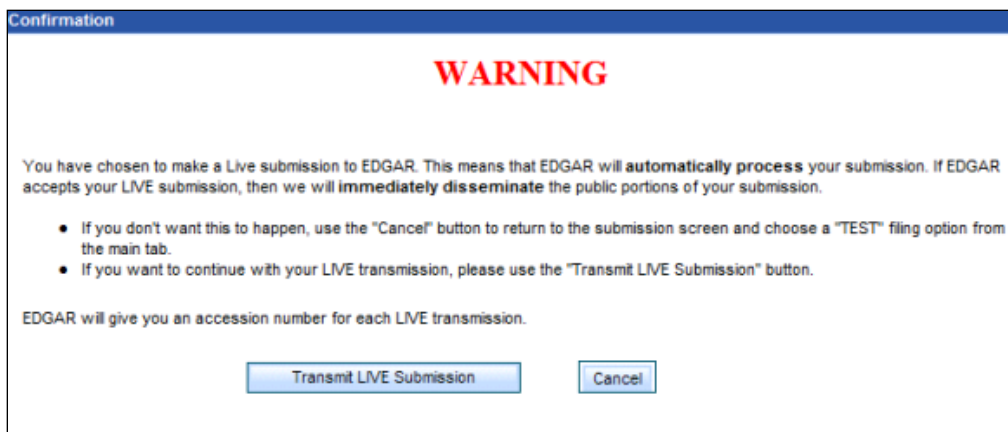 Confirmation
WARNING
You have chosen to make a Live submission to EDGAR. This means that EDGAR will automatically process your submission. If EDGAR
accepts your LIVE submission, then we will immediately disseminate the public portions of your submission.
● If you don't want this to happen, use the "Cancel" button to return to the submission screen and choose a "TEST" filing option from
the main tab.
● If you want to continue with your LIVE transmission, please use the "Transmit LIVE Submission" button.
EDGAR will give you an accession number for each LIVE transmission.
Transmit LIVE Submission Cancel